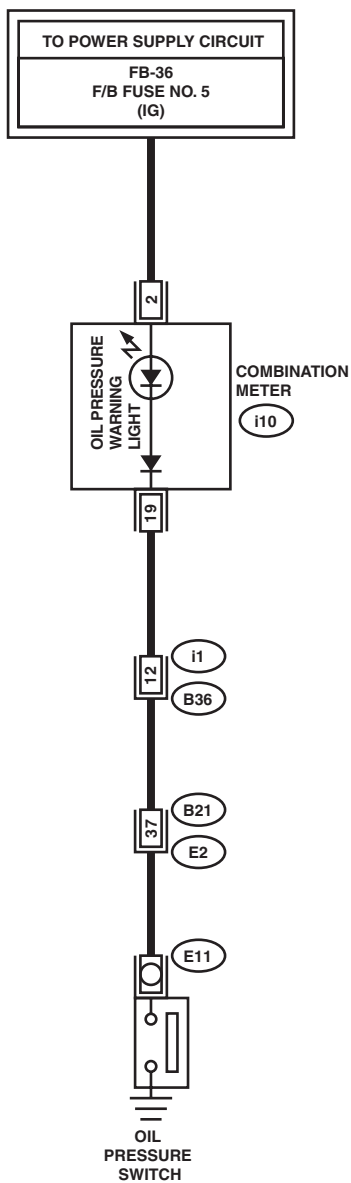 TO POWER SUPPLY CIRCUIT
FB-36
F/B FUSE NO. 5
(IG)
2
OIL PRESSURE
WARNING
LIGHT
COMBINATION
METER
i10
19
12
i1
B36
37
B21
E2
E11
OIL
PRESSURE
SWITCH